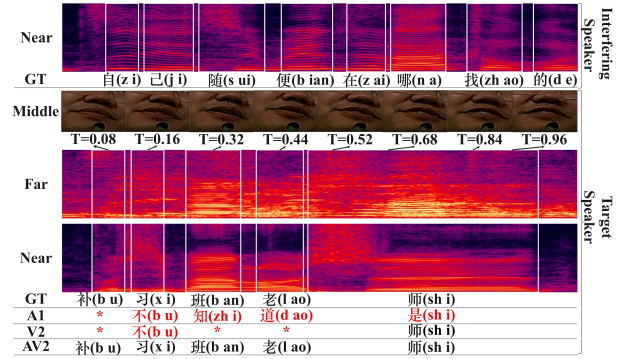 Near
Interfering Speaker
GT 自(z i) 己(j i) 随(s ui) 便(b ian) 在(z ai) 哪(n a) 找(zh ao) 的(d e)
Middle
T=0.08 T=0.16 T=0.32 T=0.44 T=0.52 T=0.68 T=0.84 T=0.96
Far
Target Speaker
Near
GT 补(b u) 习(x i) 班(b an) 老(l ao) 师(sh i)
A1 * 不(b u) 知(zh i) 道(d ao) 是(sh i)
V2 * 不(b u) * * 师(sh i)
AV2 补(b u) 习(x i) 班(b an) 老(l ao) 师(sh i)